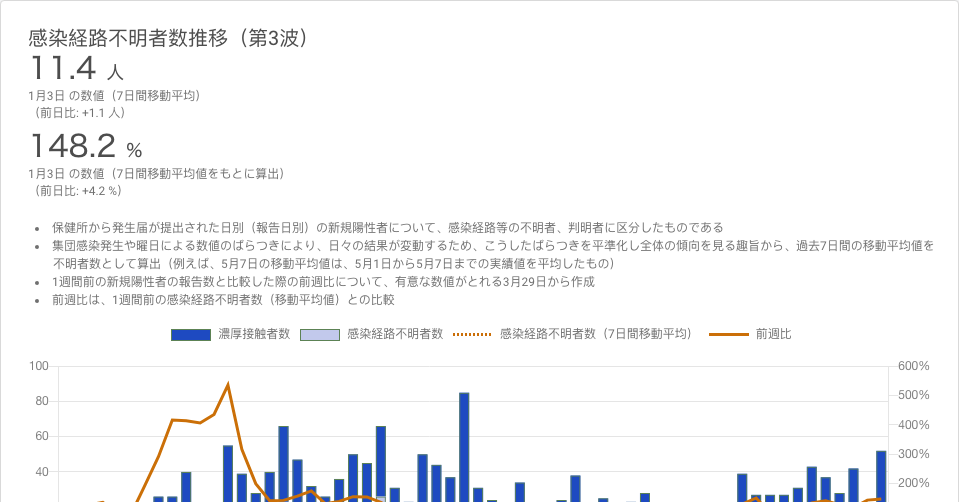 感染経路不明者数推移（第3波）
11.4 人
1月3日 の数値（7日間移動平均）
（前日比: +1.1 人）
148.2 %
1月3日 の数値（7日間移動平均値をもとに算出）
（前日比: +4.2 %）
• 保健所から発生届が提出された日別（報告日別）の新規陽性者について、感染経路等の不明者、判明者に区分したものである
• 集団感染発生や曜日による数値のばらつきにより、日々の結果が変動するため、こうしたばらつきを平準化し全体の傾向を見る趣旨から、過去7日間の移動平均値を
不明者数として算出（例えば、5月7日の移動平均値は、5月1日から5月7日までの実績値を平均したもの）
• 1週間前の新規陽性者の報告数と比較した際の前週比について、有意な数値がとれる3月29日から作成
• 前週比は、1週間前の感染経路不明者数（移動平均値）との比較
濃厚接触者数 感染経路不明者数 感染経路不明者数（7日間移動平均） 前週比
100 600%
80 500%
60 400%
40 300%
200%